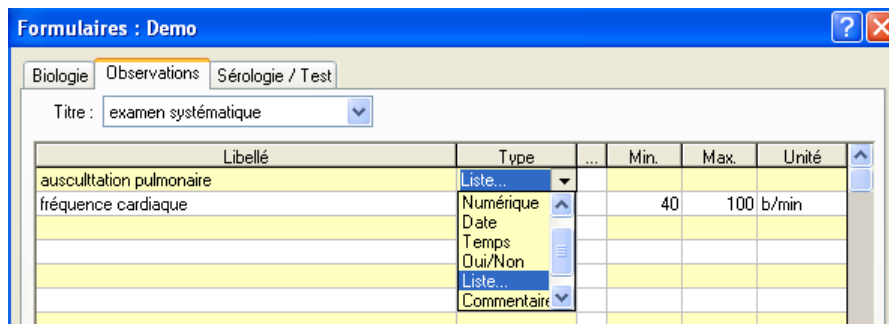 Formulaires : Demo
Biologie Observations Sérologie / Test
Titre : examen systématique
Libellé Type ... Min. Max. Unité
ausculttation pulmonaire Liste...
fréquence cardiaque 40 100 b/min
Numérique
Date
Temps
Oui/Non
Liste...
Commentaire